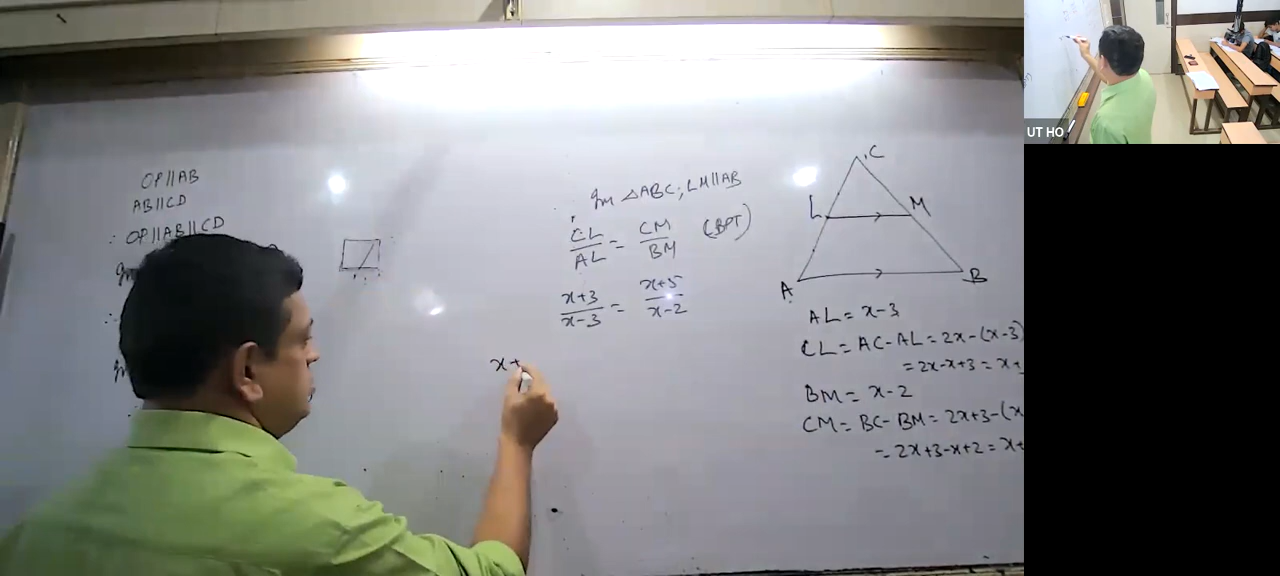 OP||AB
AB||CD
∴ OP||AB||CD
In △ABC; LM||AB
∴ CL/AL = CM/BM (BPT)
x+3/x-3 = x+5/x-2
x+
C
L M
A B
AL = x-3
CL = AC-AL = 2x-(x-3)
= 2x-x+3 = x+
BM = x-2
CM = BC-BM = 2x+3-(x
= 2x+3-x+2 = x+
UT HO